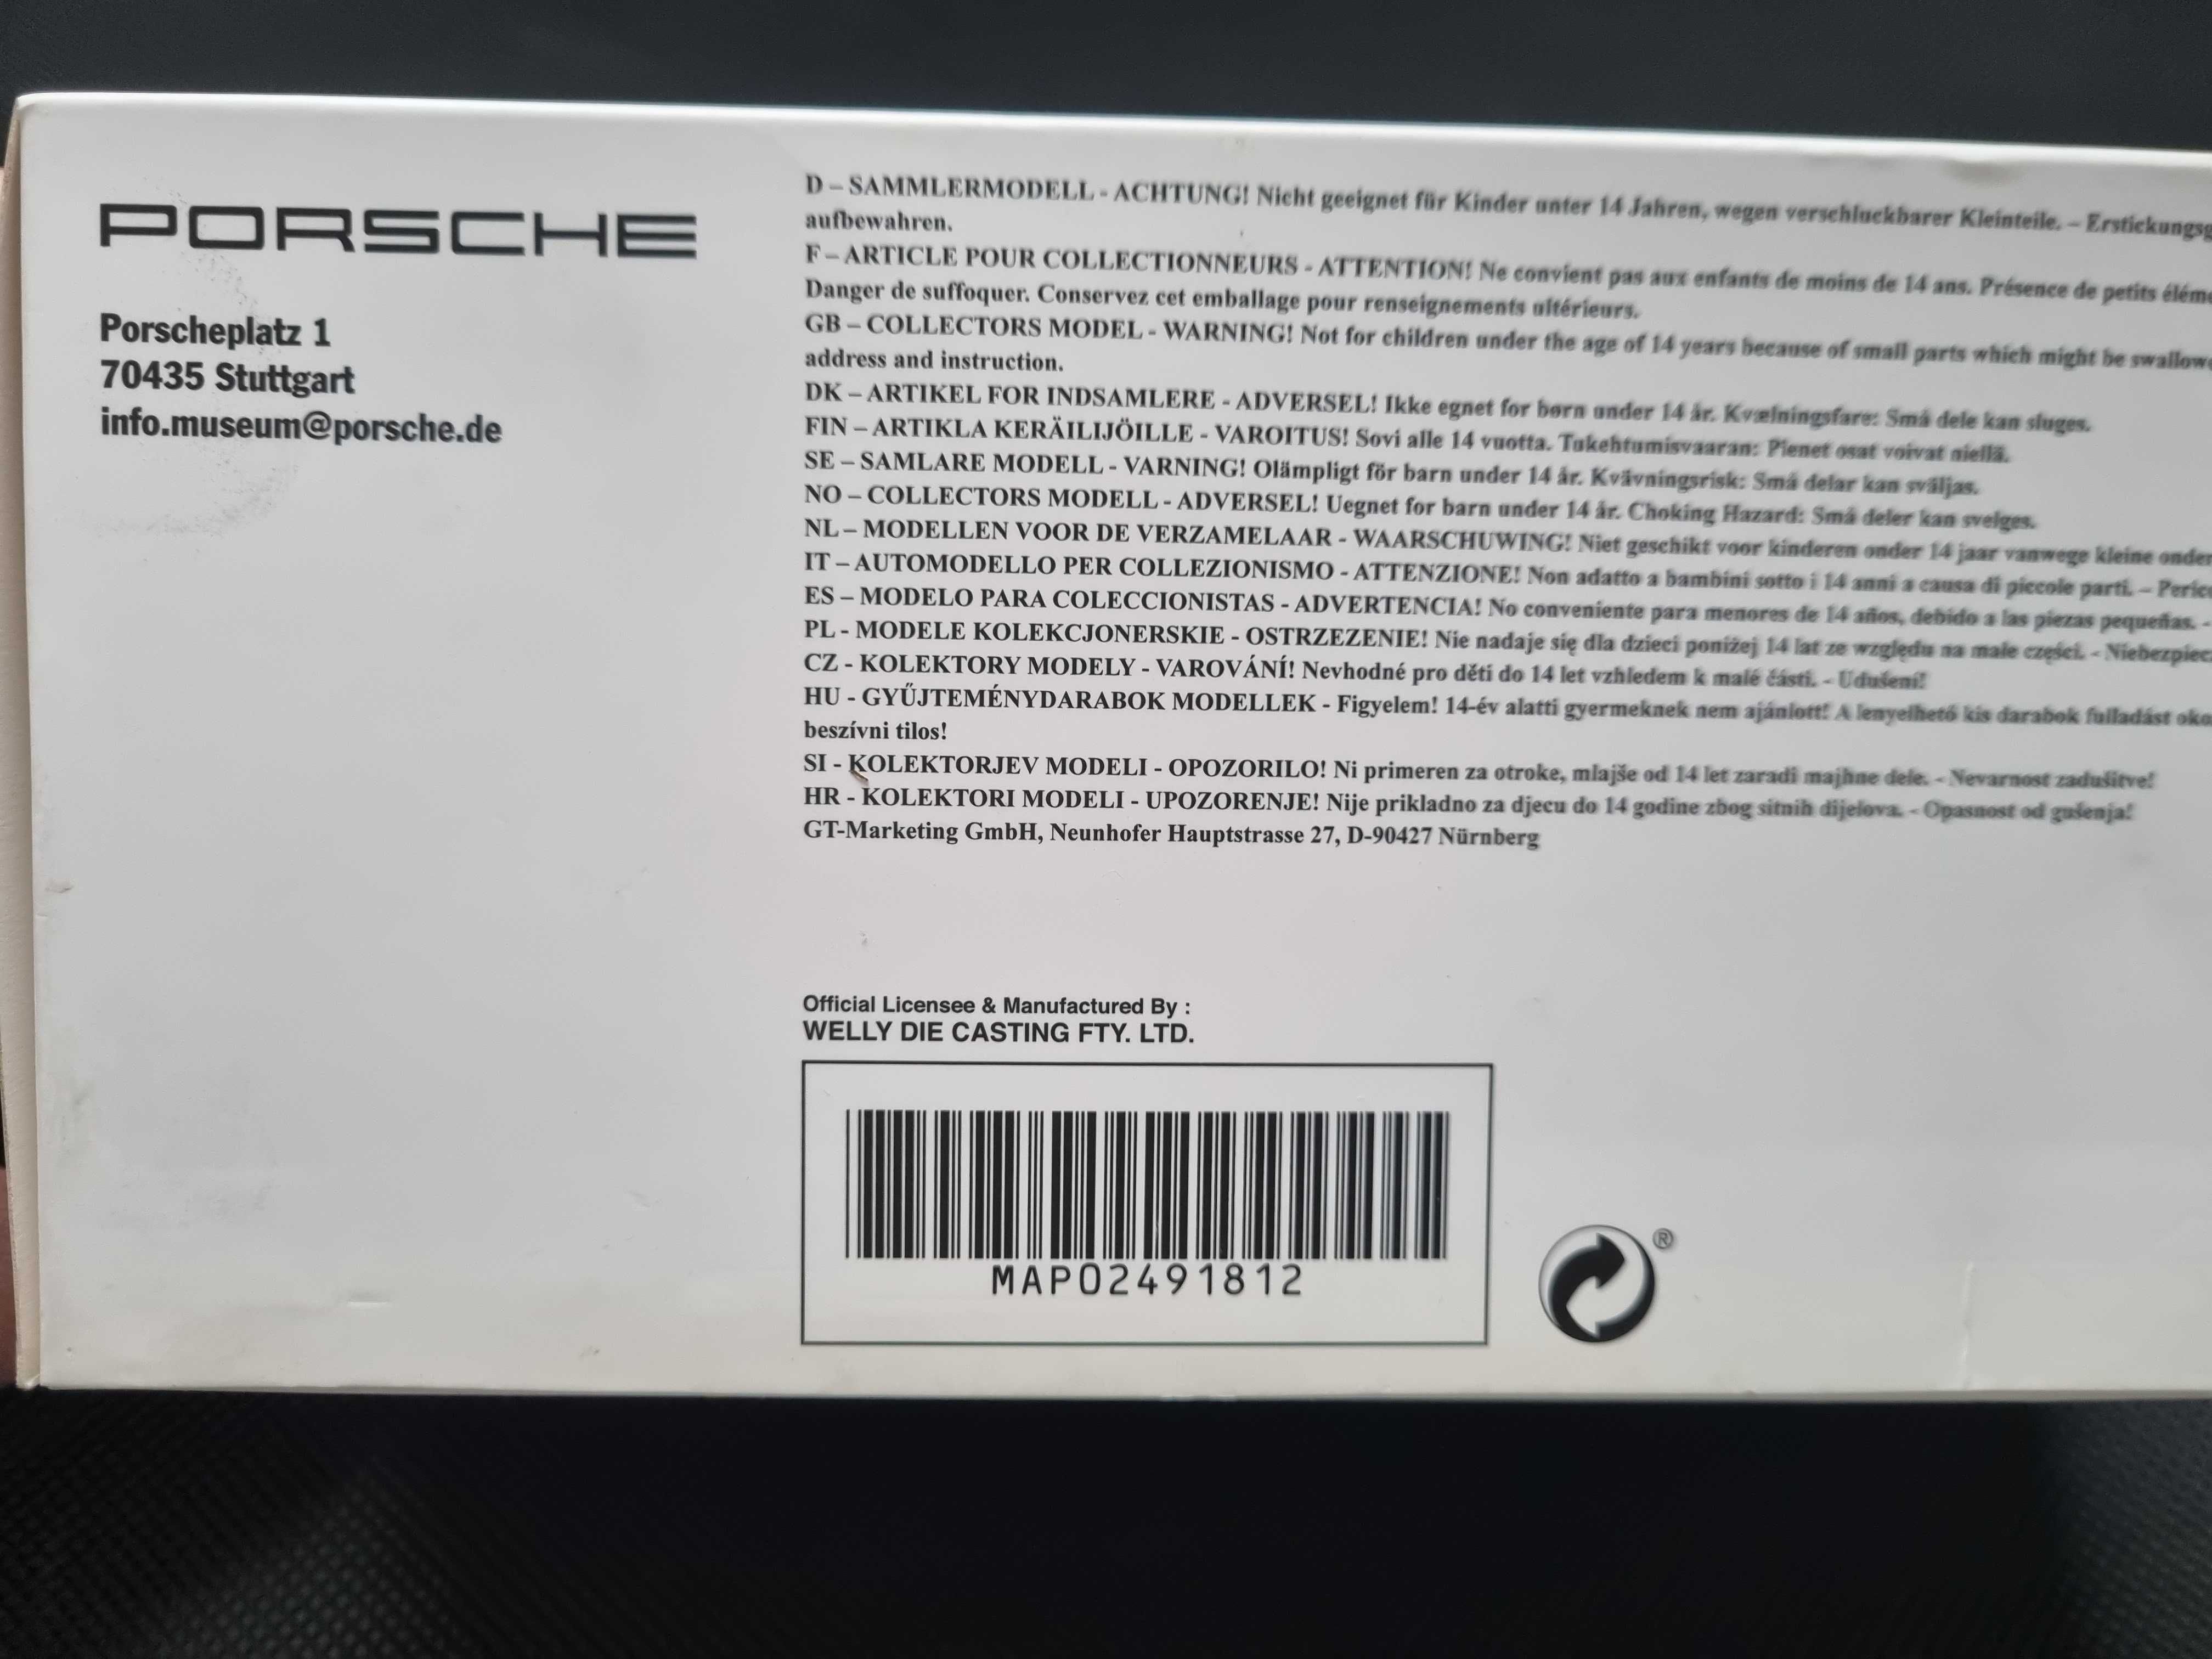 PORSCHE
Porscheplatz 1
70435 Stuttgart
info.museum@porsche.de
D – SAMMLERMODELL - ACHTUNG! Nicht geeignet für Kinder unter 14 Jahren, wegen verschluckbarer Kleinteile. – Erstickungsg
aufbewahren.
F – ARTICLE POUR COLLECTIONNEURS - ATTENTION! Ne convient pas aux enfants de moins de 14 ans. Présence de petits éléme
Danger de suffoquer. Conservez cet emballage pour renseignements ultérieurs.
GB – COLLECTORS MODEL - WARNING! Not for children under the age of 14 years because of small parts which might be swallowe
address and instruction.
DK – ARTIKEL FOR INDSAMLERE - ADVERSEL! Ikke egnet for børn under 14 år. Kvælningsfare: Små dele kan sluges.
FIN – ARTIKLA KERÄILIJÖILLE - VAROITUS! Sovi alle 14 vuotta. Tukehtumisvaaran: Pienet osat voivat niellä.
SE – SAMLARE MODELL - VARNING! Olämpligt för barn under 14 år. Kvävningsrisk: Små delar kan sväljas.
NO – COLLECTORS MODELL - ADVERSEL! Uegnet for barn under 14 år. Choking Hazard: Små deler kan svelges.
NL – MODELLEN VOOR DE VERZAMELAAR - WAARSCHUWING! Niet geschikt voor kinderen onder 14 jaar vanwege kleine onder
IT – AUTOMODELLO PER COLLEZIONISMO - ATTENZIONE! Non adatto a bambini sotto i 14 anni a causa di piccole parti. – Perico
ES – MODELO PARA COLECCIONISTAS - ADVERTENCIA! No conveniente para menores de 14 años, debido a las piezas pequeñas. -
PL - MODELE KOLEKCJONERSKIE - OSTRZEZENIE! Nie nadaje się dla dzieci poniżej 14 lat ze względu na małe części. - Niebezpiec
CZ - KOLEKTORY MODELY - VAROVÁNÍ! Nevhodné pro děti do 14 let vzhledem k malé části. - Udušení!
HU - GYŰJTEMÉNYDARABOK MODELLEK - Figyelem! 14-év alatti gyermeknek nem ajánlott! A lenyelhető kis darabok fulladást oko
beszívni tilos!
SI - KOLEKTORJEV MODELI - OPOZORILO! Ni primeren za otroke, mlajše od 14 let zaradi majhne dele. - Nevarnost zadušitve!
HR - KOLEKTORI MODELI - UPOZORENJE! Nije prikladno za djecu do 14 godine zbog sitnih dijelova. - Opasnost od gušenja!
GT-Marketing GmbH, Neunhofer Hauptstrasse 27, D-90427 Nürnberg
Official Licensee & Manufactured By :
WELLY DIE CASTING FTY. LTD.
MAP02491812
®